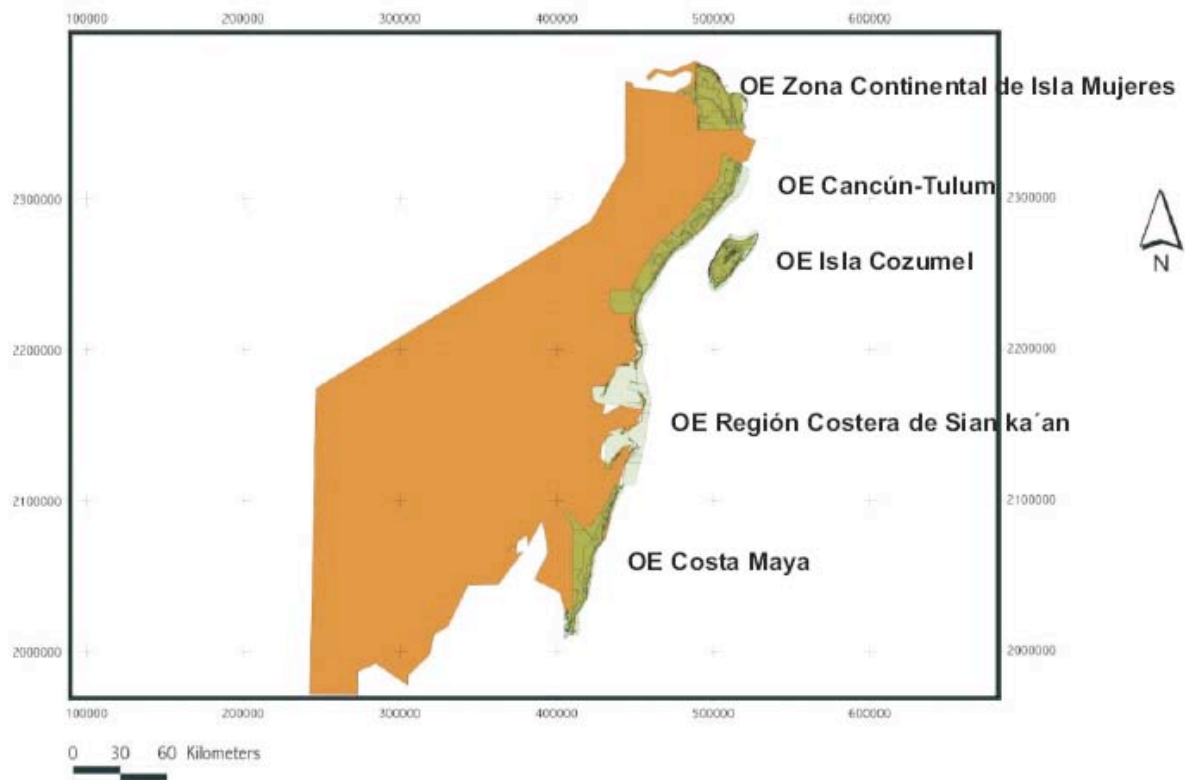 100000 200000 300000 400000 500000 600000
OE Zona Continental de Isla Mujeres
OE Cancún-Tulum
2300000 2300000
OE Isla Cozumel
N
2200000 2200000
OE Región Costera de Sian ka´an
2100000 2100000
OE Costa Maya
2000000 2000000
100000 200000 300000 400000 500000 600000
0 30 60 Kilometers